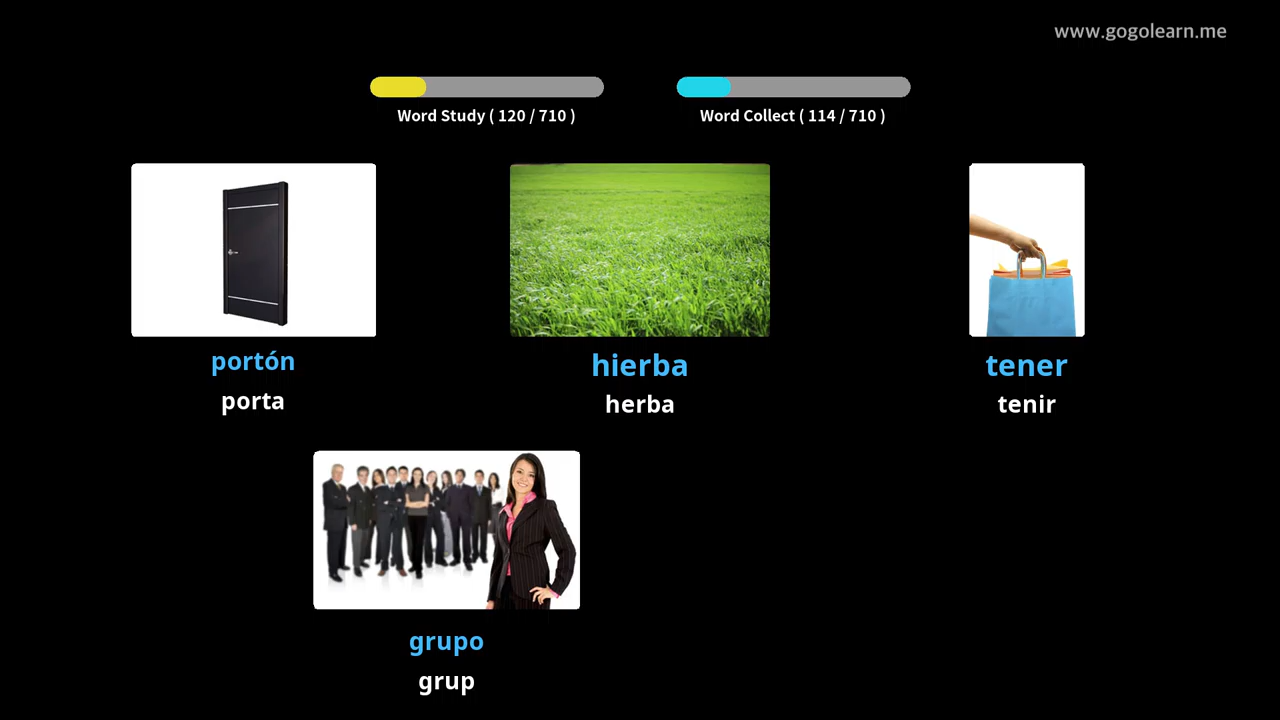 www.gogolearn.me
Word Study ( 120 / 710 )
Word Collect ( 114 / 710 )
portón
porta
hierba
herba
tener
tenir
grupo
grup